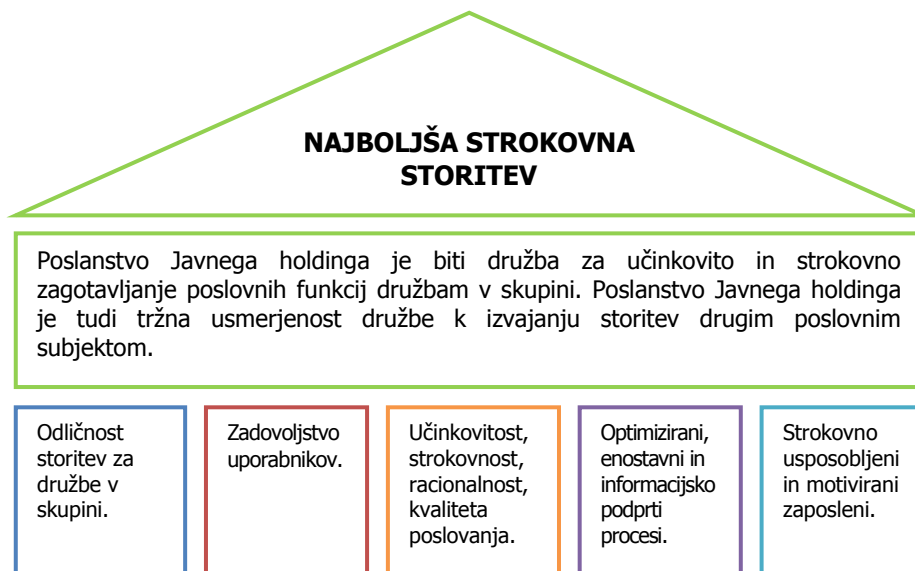 NAJBOLJŠA STROKOVNA
STORITEV
Poslanstvo Javnega holdinga je biti družba za učinkovito in strokovno
zagotavljanje poslovnih funkcij družbam v skupini. Poslanstvo Javnega holdinga
je tudi tržna usmerjenost družbe k izvajanju storitev drugim poslovnim
subjektom.
Odličnost
storitev za
družbe v
skupini.
Zadovoljstvo
uporabnikov.
Učinkovitost,
strokovnost,
racionalnost,
kvaliteta
poslovanja.
Optimizirani,
enostavni in
informacijsko
podprti
procesi.
Strokovno
usposobljeni
in motivirani
zaposleni.